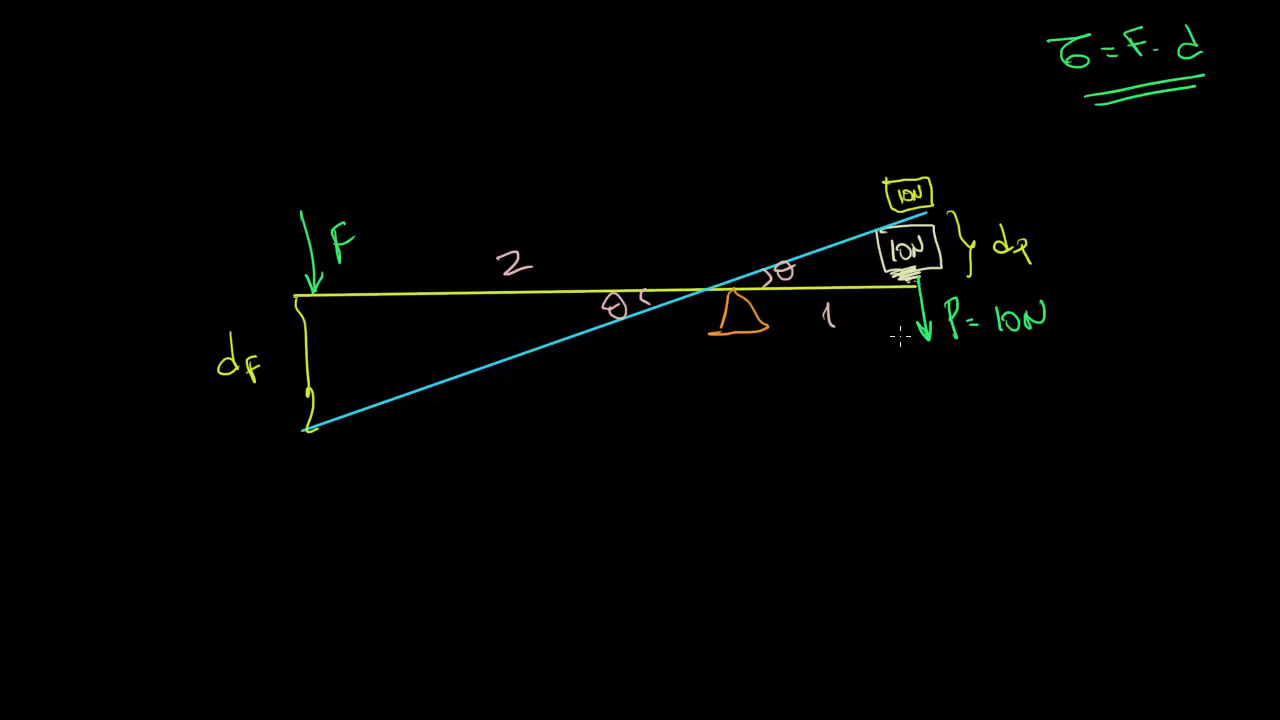 τ = F · d
10N
F
2
θ
10N
d_P
θ
1
P = 10N
d_F